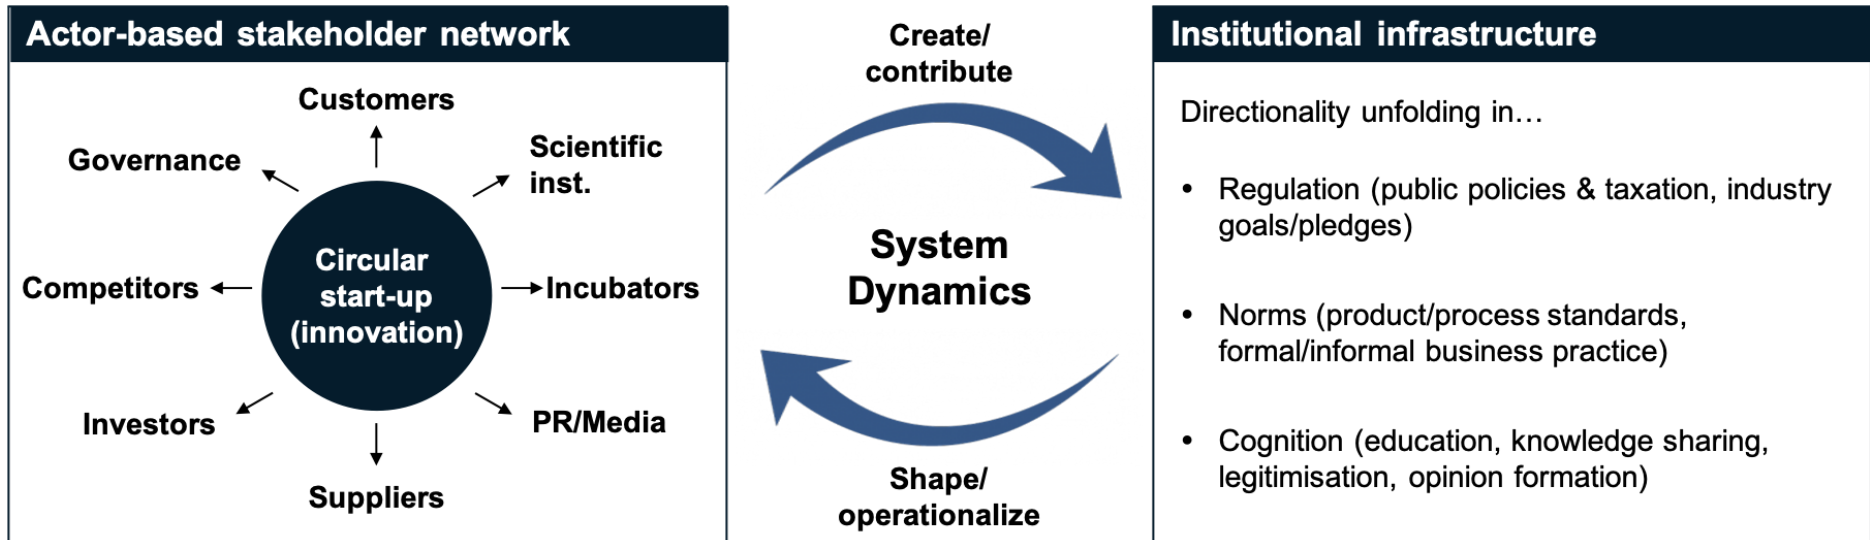 Actor-based stakeholder network
Customers
Governance
Scientific
inst.
Circular
start-up
(innovation)
Competitors
Incubators
Investors
PR/Media
Suppliers
Create/
contribute
System
Dynamics
Shape/
operationalize
Institutional infrastructure
Directionality unfolding in…
• Regulation (public policies & taxation, industry
goals/pledges)
• Norms (product/process standards,
formal/informal business practice)
• Cognition (education, knowledge sharing,
legitimisation, opinion formation)